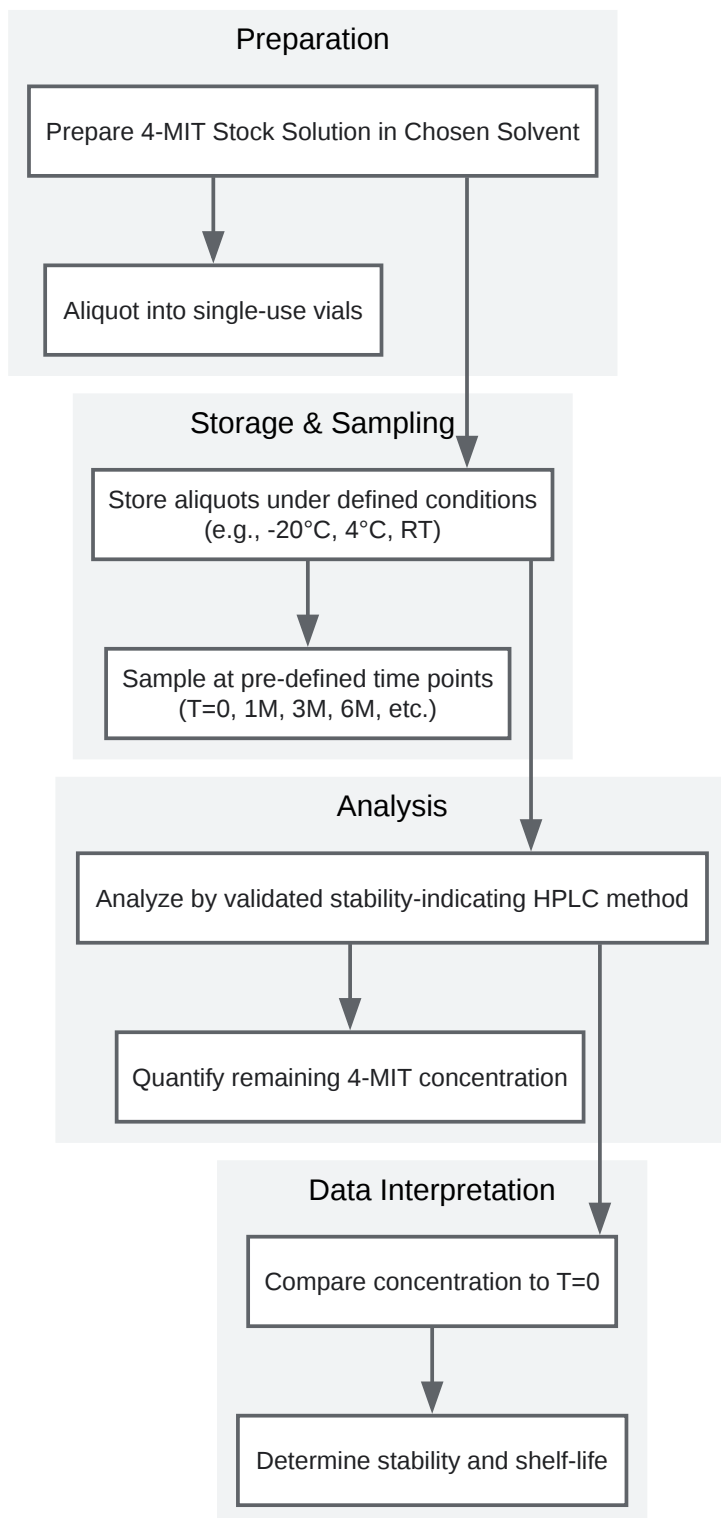 Preparation
Prepare 4-MIT Stock Solution in Chosen Solvent
Aliquot into single-use vials
Storage & Sampling
Store aliquots under defined conditions
(e.g., -20°C, 4°C, RT)
Sample at pre-defined time points
(T=0, 1M, 3M, 6M, etc.)
Analysis
Analyze by validated stability-indicating HPLC method
Quantify remaining 4-MIT concentration
Data Interpretation
Compare concentration to T=0
Determine stability and shelf-life